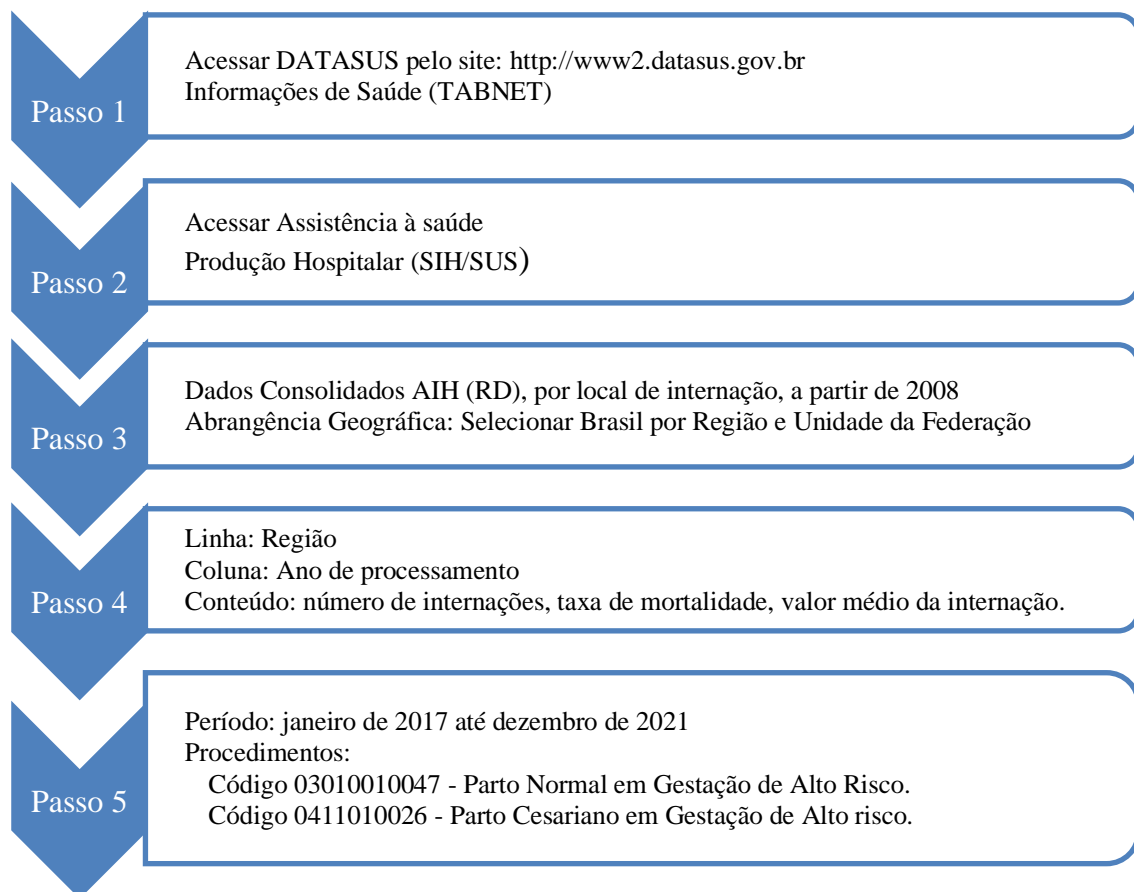 Passo 1
Acessar DATASUS pelo site: http://www2.datasus.gov.br
Informações de Saúde (TABNET)
Passo 2
Acessar Assistência à saúde
Produção Hospitalar (SIH/SUS)
Passo 3
Dados Consolidados AIH (RD), por local de internação, a partir de 2008
Abrangência Geográfica: Selecionar Brasil por Região e Unidade da Federação
Passo 4
Linha: Região
Coluna: Ano de processamento
Conteúdo: número de internações, taxa de mortalidade, valor médio da internação.
Passo 5
Período: janeiro de 2017 até dezembro de 2021
Procedimentos:
Código 03010010047 - Parto Normal em Gestação de Alto Risco.
Código 0411010026 - Parto Cesariano em Gestação de Alto risco.